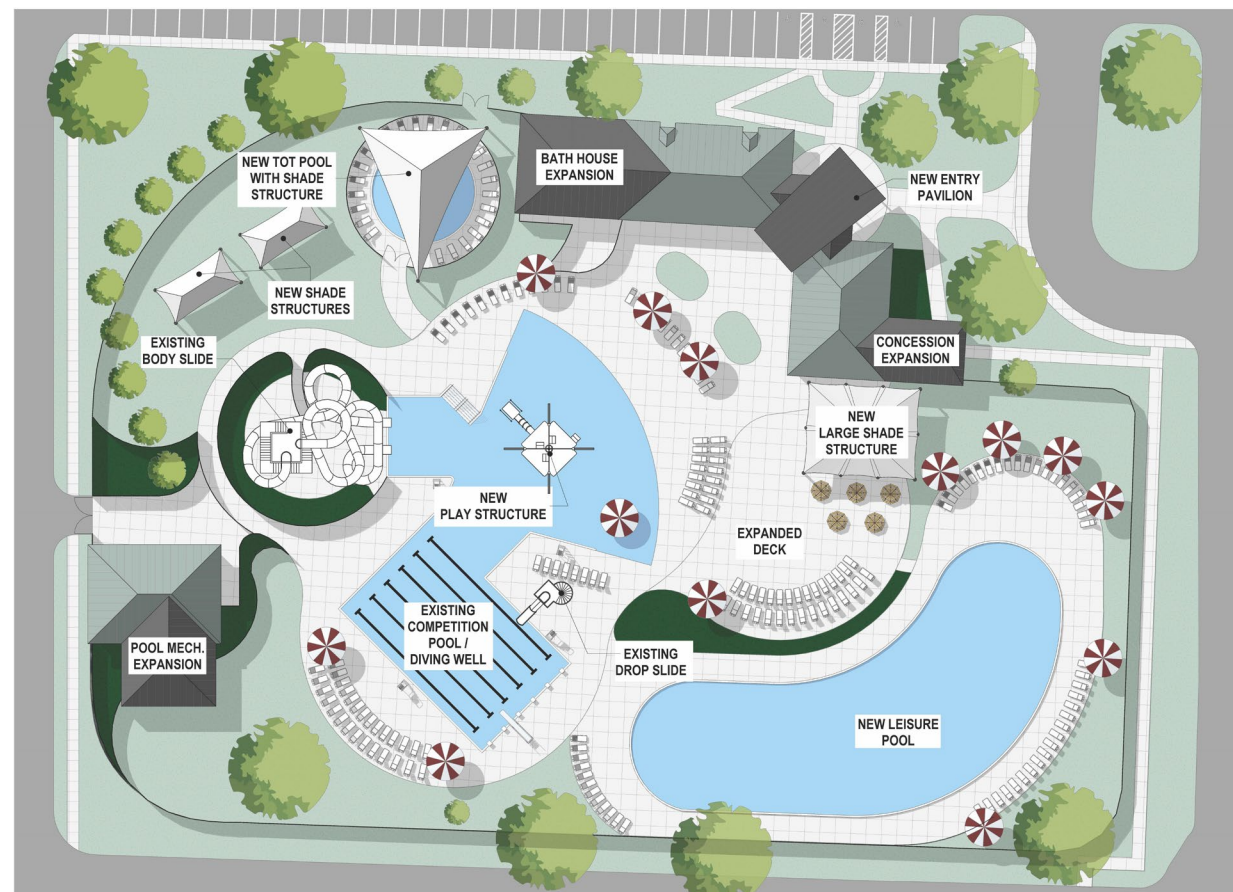 NEW TOT POOL
WITH SHADE
STRUCTURE
BATH HOUSE
EXPANSION
NEW ENTRY
PAVILION
NEW SHADE
STRUCTURES
EXISTING
BODY SLIDE
CONCESSION
EXPANSION
NEW
LARGE SHADE
STRUCTURE
NEW
PLAY STRUCTURE
EXPANDED
DECK
EXISTING
COMPETITION
POOL /
DIVING WELL
POOL MECH.
EXPANSION
EXISTING
DROP SLIDE
NEW LEISURE
POOL